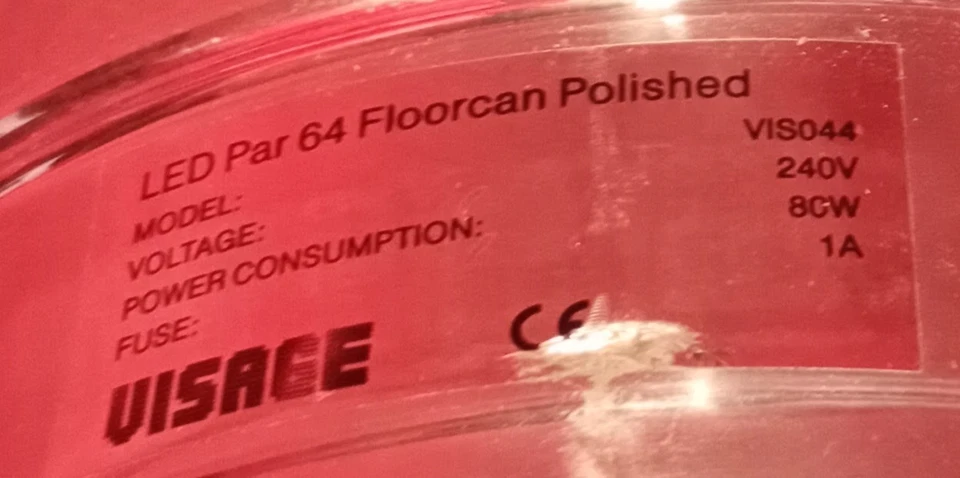 LED Par 64 Floorcan Polished
MODEL: VIS044
VOLTAGE: 240V
POWER CONSUMPTION: 80W
FUSE: 1A
VISAGE
CE